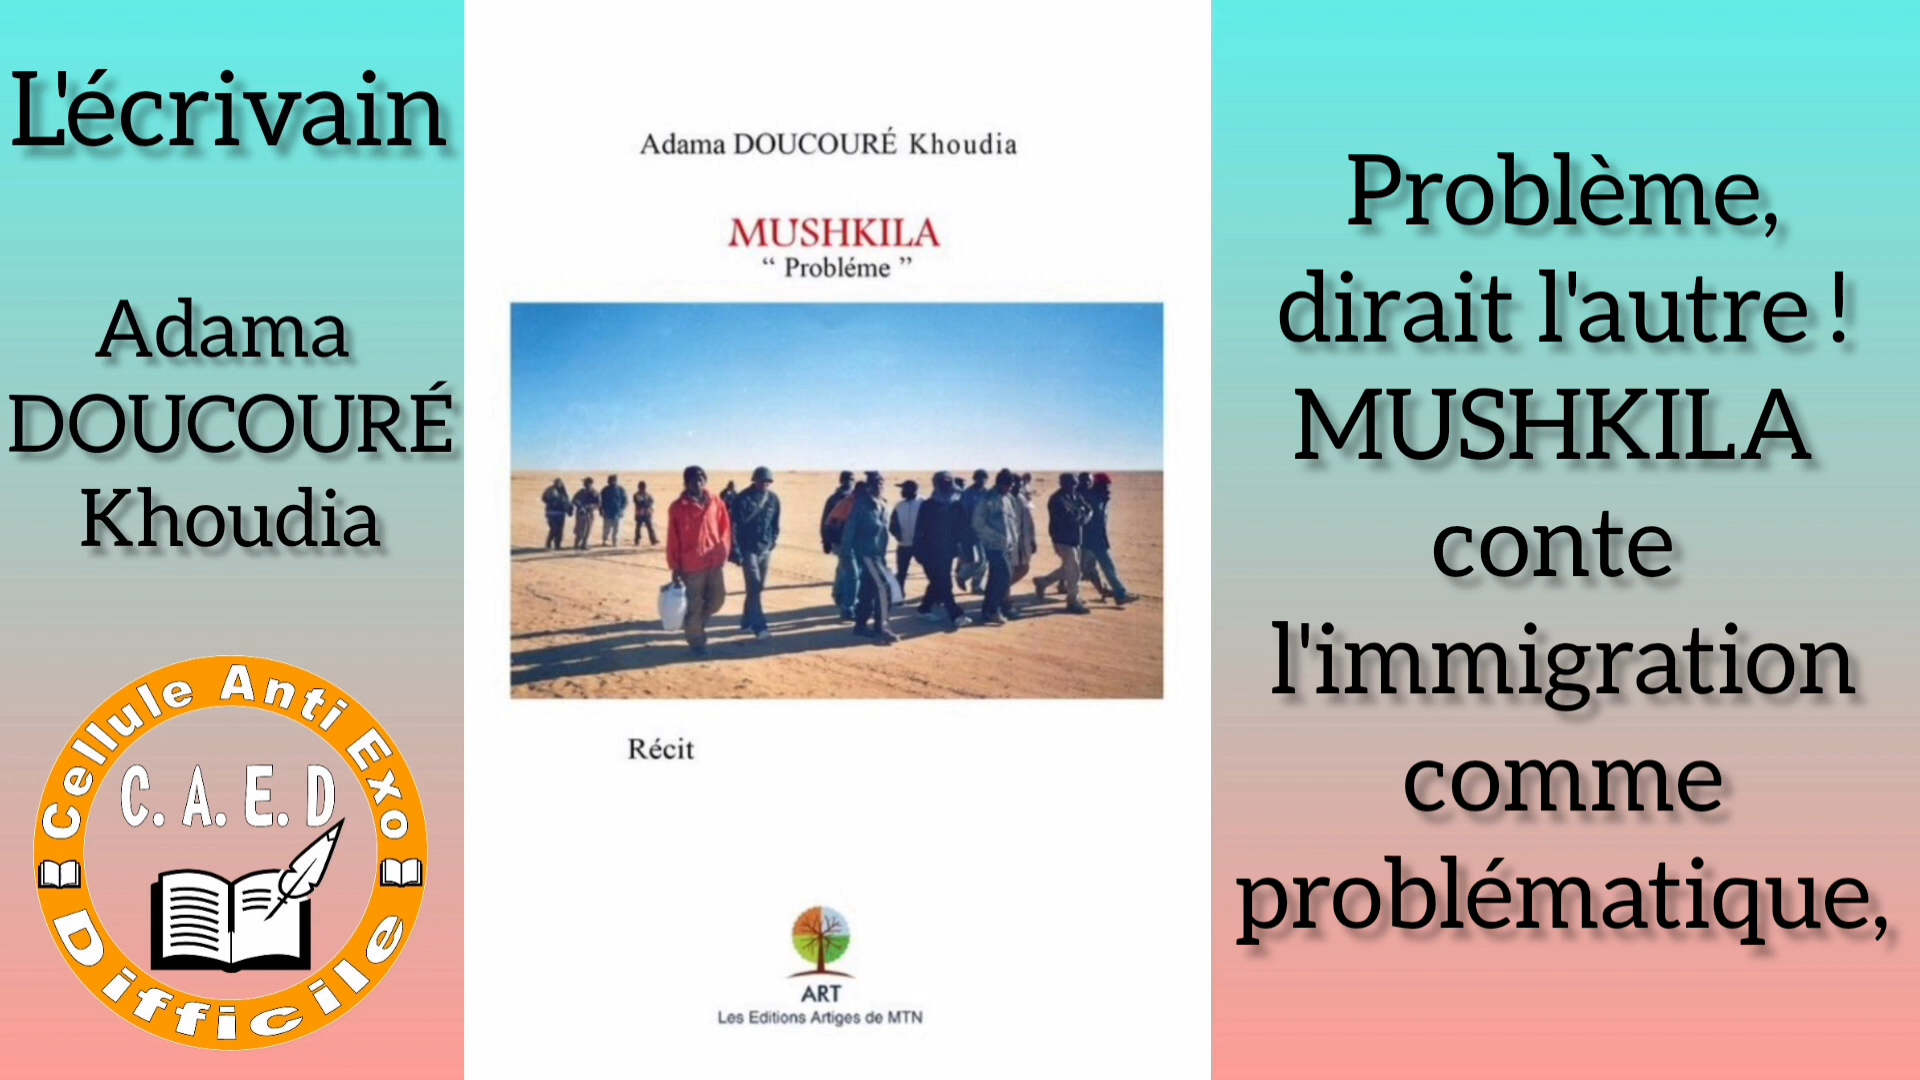 L'écrivain
Adama
DOUCOURÉ
Khoudia
Cellule Anti Exo
C. A. E. D
Difficile
Adama DOUCOURÉ Khoudia
MUSHKILA
“ Probléme ”
Récit
ART
Les Editions Artiges de MTN
Problème,
dirait l'autre !
MUSHKILA
conte
l'immigration
comme
problématique,